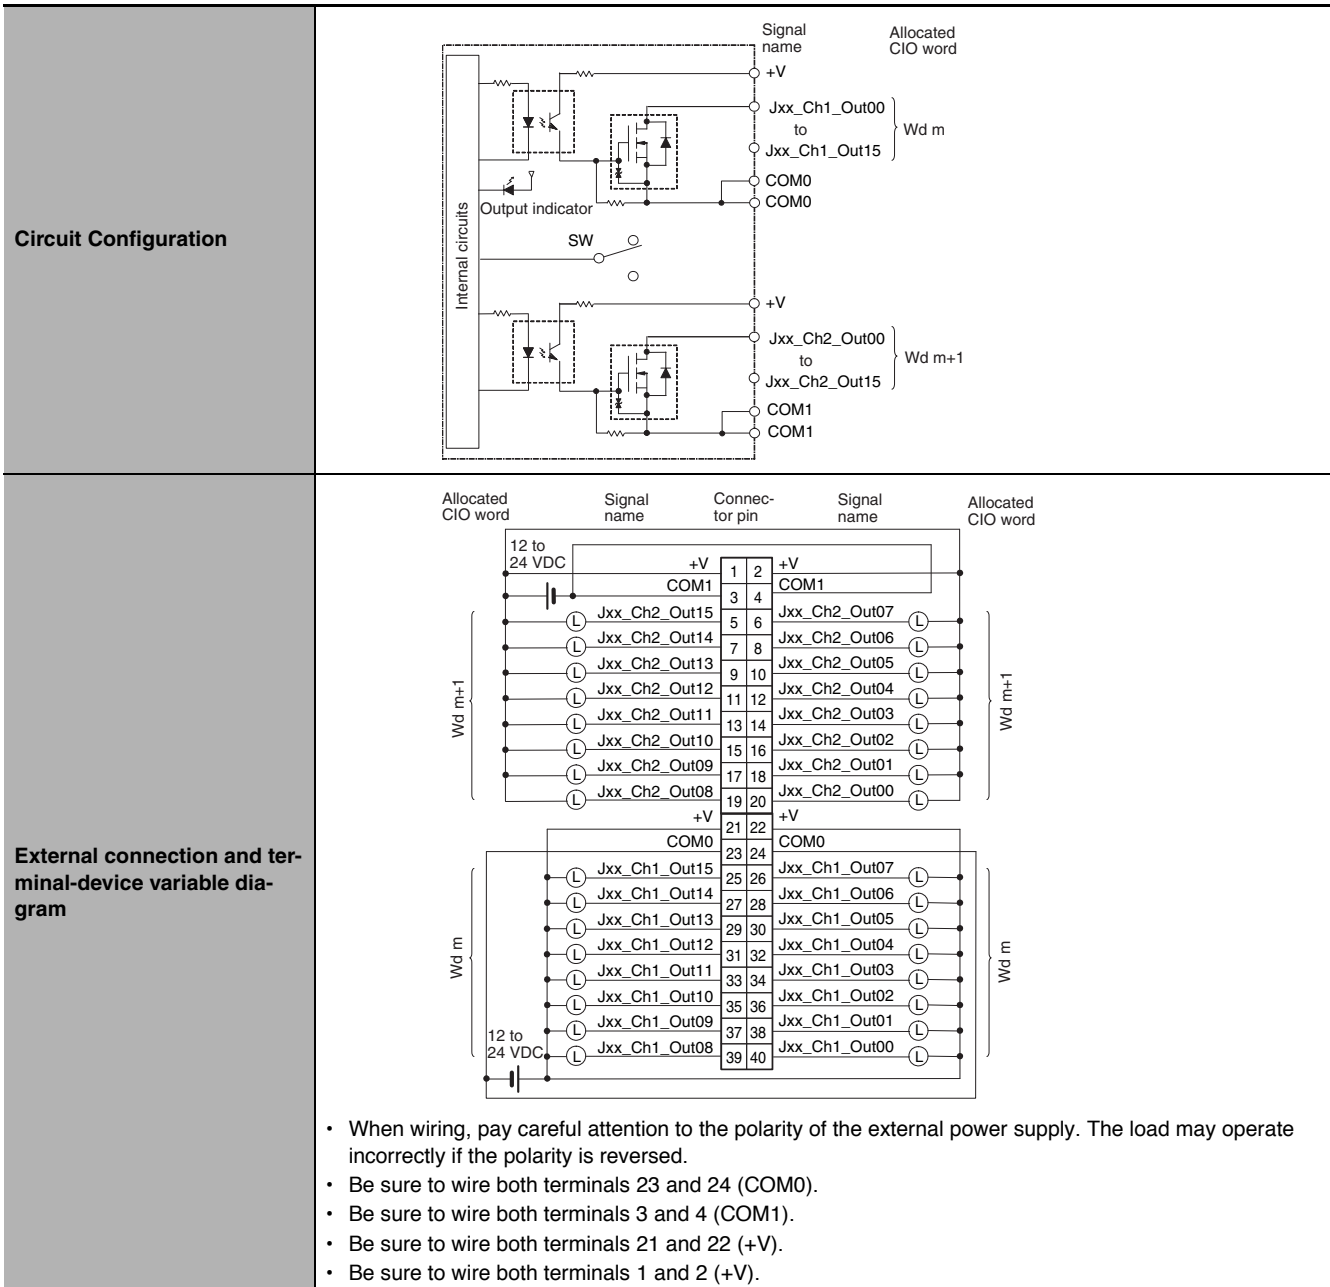 Circuit Configuration
Signal name
Allocated CIO word
+V
Jxx_Ch1_Out00
to
Jxx_Ch1_Out15
Wd m
COM0
COM0
Output indicator
Internal circuits
SW
+V
Jxx_Ch2_Out00
to
Jxx_Ch2_Out15
Wd m+1
COM1
COM1
External connection and ter-
minal-device variable dia-
gram
Allocated CIO word
Signal name
Connec-
tor pin
Signal name
Allocated CIO word
12 to
24 VDC
+V 1 2 +V
COM1 3 4 COM1
L Jxx_Ch2_Out15 5 6 Jxx_Ch2_Out07 L
L Jxx_Ch2_Out14 7 8 Jxx_Ch2_Out06 L
L Jxx_Ch2_Out13 9 10 Jxx_Ch2_Out05 L
L Jxx_Ch2_Out12 11 12 Jxx_Ch2_Out04 L
L Jxx_Ch2_Out11 13 14 Jxx_Ch2_Out03 L
L Jxx_Ch2_Out10 15 16 Jxx_Ch2_Out02 L
L Jxx_Ch2_Out09 17 18 Jxx_Ch2_Out01 L
L Jxx_Ch2_Out08 19 20 Jxx_Ch2_Out00 L
Wd m+1
Wd m+1
+V 21 22 +V
COM0 23 24 COM0
L Jxx_Ch1_Out15 25 26 Jxx_Ch1_Out07 L
L Jxx_Ch1_Out14 27 28 Jxx_Ch1_Out06 L
L Jxx_Ch1_Out13 29 30 Jxx_Ch1_Out05 L
L Jxx_Ch1_Out12 31 32 Jxx_Ch1_Out04 L
L Jxx_Ch1_Out11 33 34 Jxx_Ch1_Out03 L
L Jxx_Ch1_Out10 35 36 Jxx_Ch1_Out02 L
L Jxx_Ch1_Out09 37 38 Jxx_Ch1_Out01 L
L Jxx_Ch1_Out08 39 40 Jxx_Ch1_Out00 L
Wd m
Wd m
12 to
24 VDC
• When wiring, pay careful attention to the polarity of the external power supply. The load may operate
incorrectly if the polarity is reversed.
• Be sure to wire both terminals 23 and 24 (COM0).
• Be sure to wire both terminals 3 and 4 (COM1).
• Be sure to wire both terminals 21 and 22 (+V).
• Be sure to wire both terminals 1 and 2 (+V).